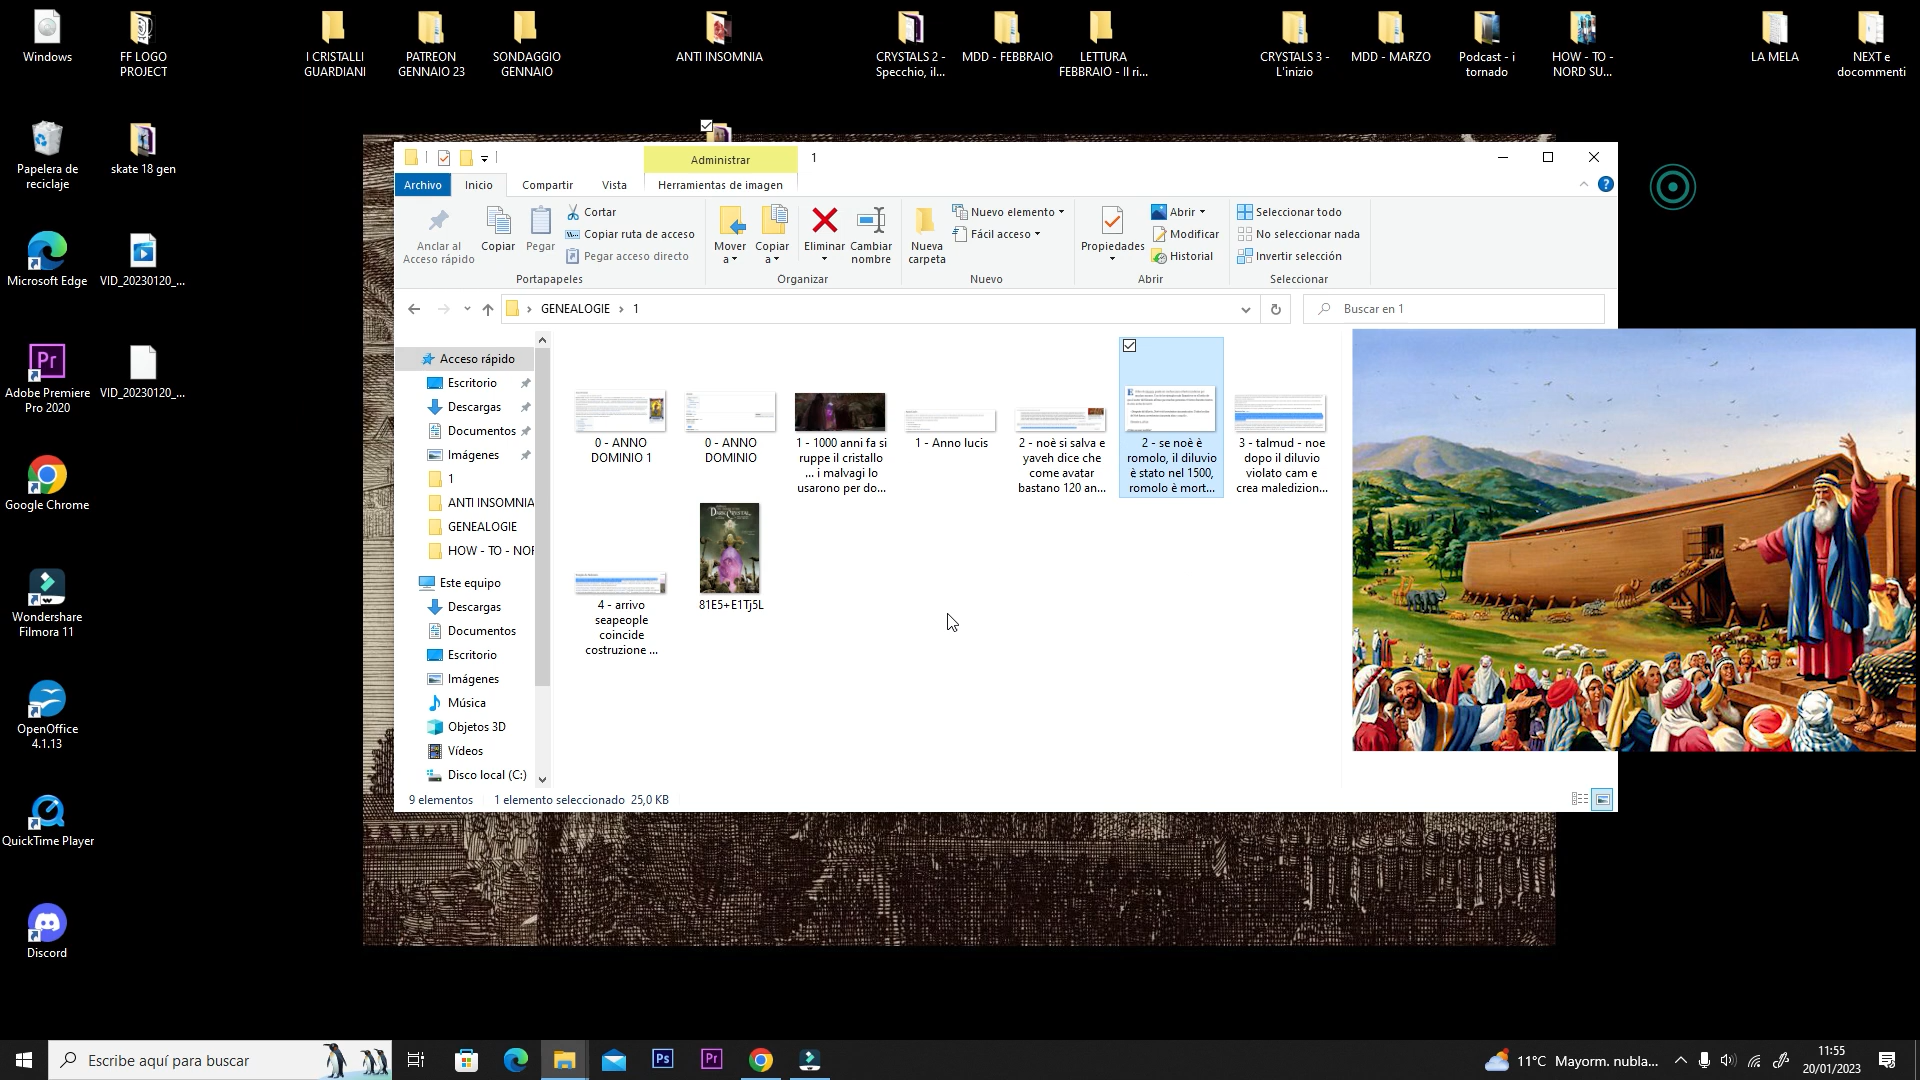 Windows
FF LOGO
PROJECT
I CRISTALLI
GUARDIANI
PATREON
GENNAIO 23
SONDAGGIO
GENNAIO
ANTI INSOMNIA
CRYSTALS 2 -
Specchio, il...
MDD - FEBBRAIO
LETTURA
FEBBRAIO - Il ri...
CRYSTALS 3 -
L'inizio
MDD - MARZO
Podcast - i
tornado
HOW - TO -
NORD SU...
LA MELA
NEXT e
docommenti
Papelera de
reciclaje
skate 18 gen
Microsoft Edge
VID_20230120_...
Adobe Premiere
Pro 2020
VID_20230120_...
Google Chrome
Wondershare
Filmora 11
OpenOffice
4.1.13
QuickTime Player
Discord
Administrar
1
Archivo
Inicio
Compartir
Vista
Herramientas de imagen
Anclar al
Acceso rápido
Copiar
Pegar
Cortar
Copiar ruta de acceso
Pegar acceso directo
Portapapeles
Mover
a
Copiar
a
Eliminar
Cambiar
nombre
Organizar
Nueva
carpeta
Nuevo elemento
Fácil acceso
Nuevo
Propiedades
Abrir
Modificar
Historial
Abrir
Seleccionar todo
No seleccionar nada
Invertir selección
Seleccionar
GENEALOGIE > 1
Buscar en 1
Acceso rápido
Escritorio
Descargas
Documentos
Imágenes
1
ANTI INSOMNIA
GENEALOGIE
HOW - TO - NOR
Este equipo
Descargas
Documentos
Escritorio
Imágenes
Música
Objetos 3D
Vídeos
Disco local (C:)
0 - ANNO
DOMINIO 1
0 - ANNO
DOMINIO
1 - 1000 anni fa si
ruppe il cristallo
... i malvagi lo
usarono per do...
1 - Anno lucis
2 - noè si salva e
yaveh dice che
come avatar
bastano 120 an...
2 - se noè è
romolo, il diluvio
è stato nel 1500,
romolo è mort...
3 - talmud - noe
dopo il diluvio
violato cam e
crea maledizion...
4 - arrivo
seapeople
coincide
costruzione ...
DARK CRYSTAL
81E5+E1Tj5L
9 elementos
1 elemento seleccionado 25,0 KB
Escribe aquí para buscar
Ps
Pr
11°C Mayorm. nubla...
11:55
20/01/2023